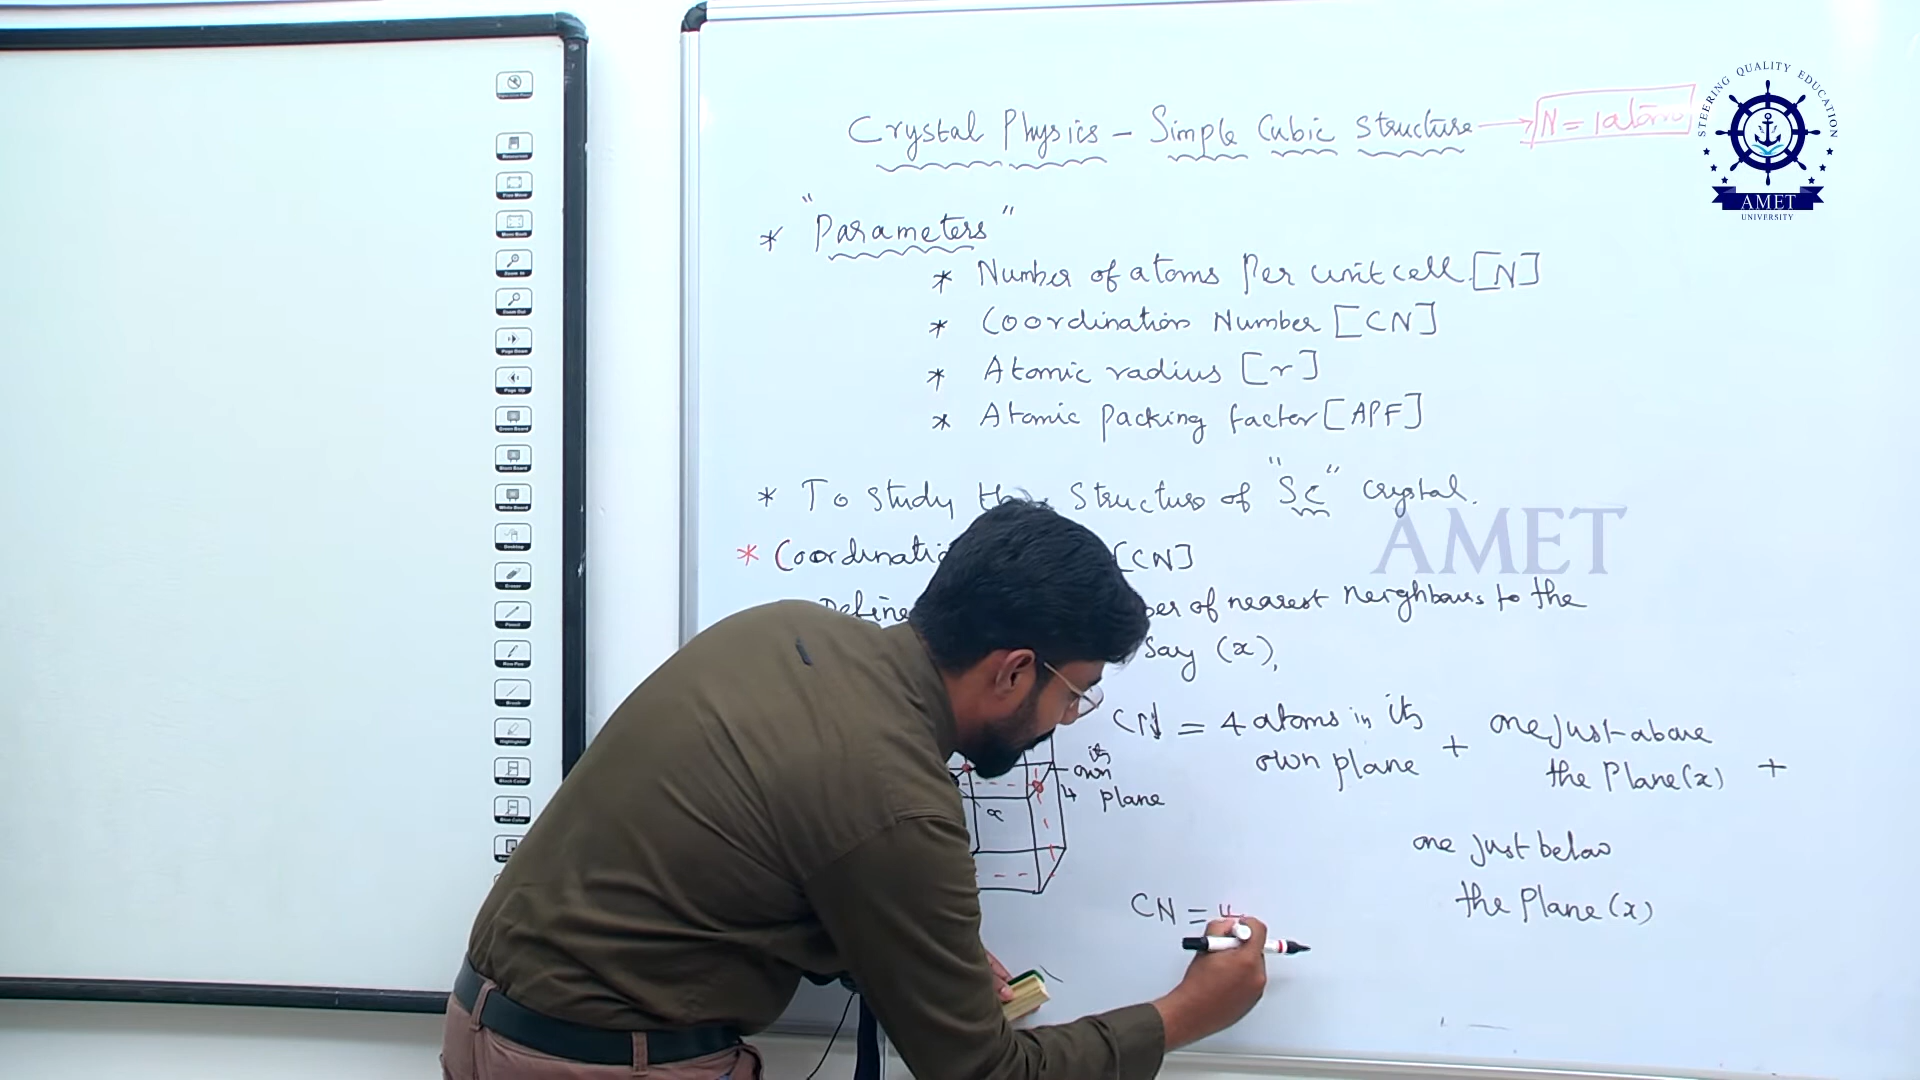 Crystal Physics - Simple Cubic Structure → N = 1 atom
STEERING QUALITY EDUCATION
AMET
UNIVERSITY
* "Parameters"
* Number of atoms Per unit cell [N]
* Coordination Number [CN]
* Atomic radius [r]
* Atomic packing factor [APF]
* To study the Structure of "SC" crystal.
AMET
* Coordinatio [CN]
Define ber of nearest neighbours to the
Say (x),
CN = 4 atoms in its own plane + one just above the Plane (x) +
one just below
the Plane (x)
its
own
4 plane
x
CN = 4